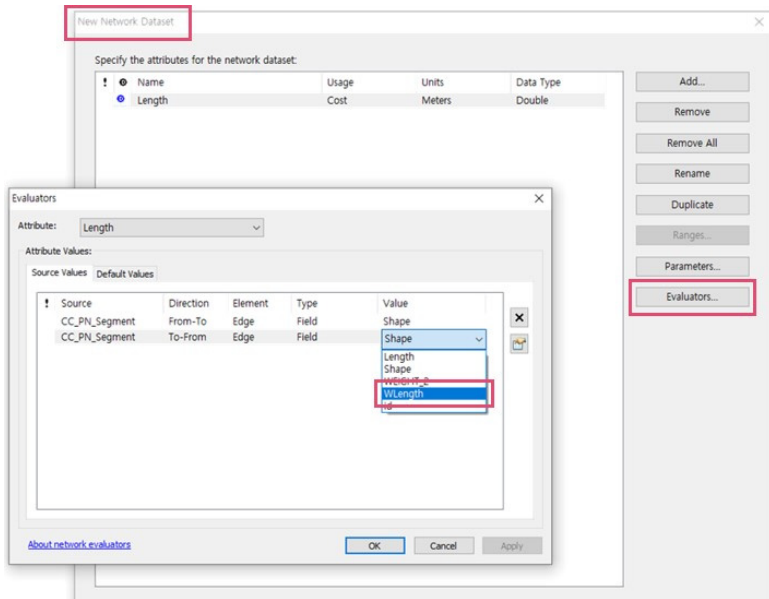 New Network Dataset
Specify the attributes for the network dataset:
! Name Usage Units Data Type
Length Cost Meters Double
Add...
Remove
Remove All
Rename
Duplicate
Ranges...
Parameters...
Evaluators...
Evaluators
Attribute: Length
Attribute Values:
Source Values Default Values
! Source Direction Element Type Value
CC_PN_Segment From-To Edge Field Shape
CC_PN_Segment To-From Edge Field Shape
Length
Shape
WEIGHT_2
WLength
id
About network evaluators
OK Cancel Apply